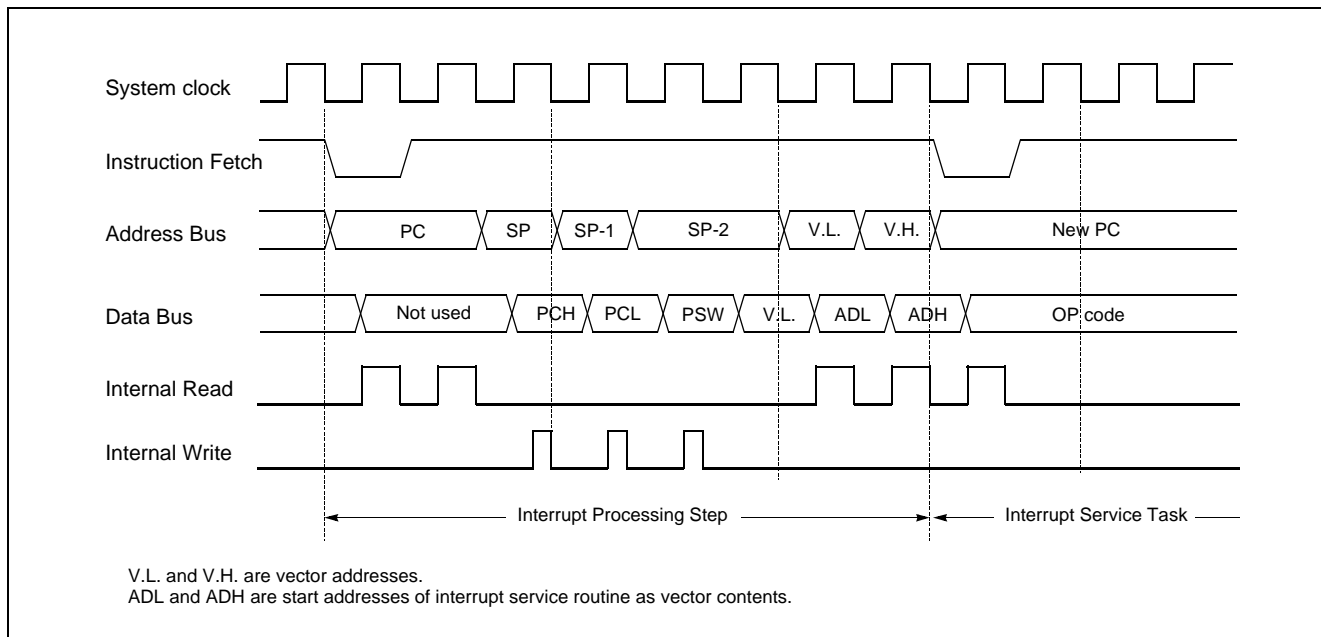 System clock
Instruction Fetch
Address Bus PC SP SP-1 SP-2 V.L. V.H. New PC
Data Bus Not used PCH PCL PSW V.L. ADL ADH OP code
Internal Read
Internal Write
Interrupt Processing Step Interrupt Service Task
V.L. and V.H. are vector addresses.
ADL and ADH are start addresses of interrupt service routine as vector contents.